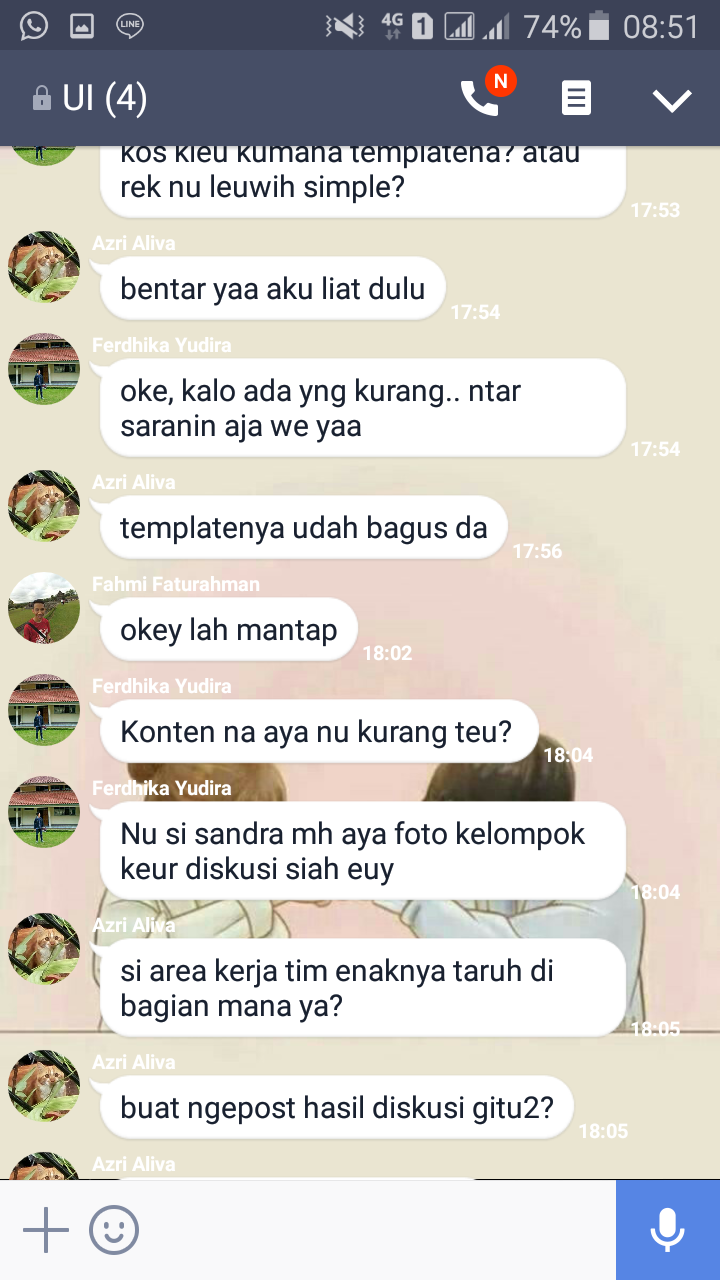 LINE
4G
1
74%
08:51
UI (4)
N
kos kieu kumaha templatena? atau
rek nu leuwih simple?
17:53
Azri Aliva
bentar yaa aku liat dulu
17:54
Ferdhika Yudira
oke, kalo ada yng kurang.. ntar
saranin aja we yaa
17:54
Azri Aliva
templatenya udah bagus da
17:56
Fahmi Faturahman
okey lah mantap
18:02
Ferdhika Yudira
Konten na aya nu kurang teu?
18:04
Ferdhika Yudira
Nu si sandra mh aya foto kelompok
keur diskusi siah euy
18:04
Azri Aliva
si area kerja tim enaknya taruh di
bagian mana ya?
18:05
Azri Aliva
buat ngepost hasil diskusi gitu2?
18:05
Azri Aliva